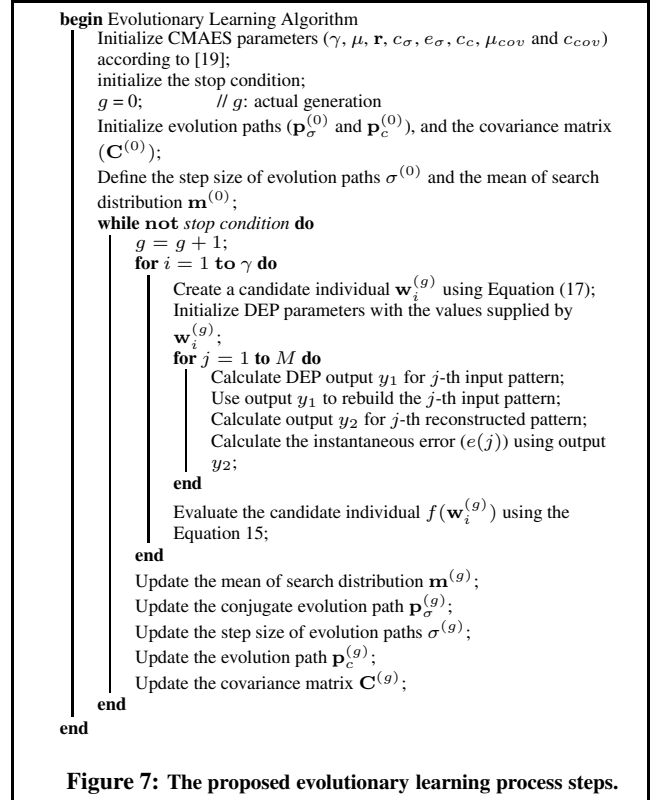 begin Evolutionary Learning Algorithm
Initialize CMAES parameters (γ, μ, r, c_σ, e_σ, c_c, μ_cov and c_cov)
according to [19];
initialize the stop condition;
g = 0; // g: actual generation
Initialize evolution paths (p_σ^(0) and p_c^(0)), and the covariance matrix
(C^(0));
Define the step size of evolution paths σ^(0) and the mean of search
distribution m^(0);
while not stop condition do
g = g + 1;
for i = 1 to γ do
Create a candidate individual w_i^(g) using Equation (17);
Initialize DEP parameters with the values supplied by
w_i^(g);
for j = 1 to M do
Calculate DEP output y_1 for j-th input pattern;
Use output y_1 to rebuild the j-th input pattern;
Calculate output y_2 for j-th reconstructed pattern;
Calculate the instantaneous error (e(j)) using output
y_2;
end
Evaluate the candidate individual f(w_i^(g)) using the
Equation 15;
end
Update the mean of search distribution m^(g);
Update the conjugate evolution path p_σ^(g);
Update the step size of evolution paths σ^(g);
Update the evolution path p_c^(g);
Update the covariance matrix C^(g);
end
end
Figure 7: The proposed evolutionary learning process steps.